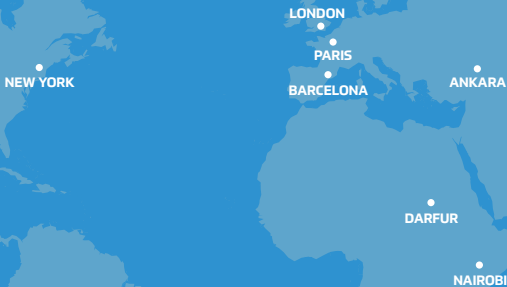 LONDON
PARIS
NEW YORK
ANKARA
BARCELONA
DARFUR
NAIROBI